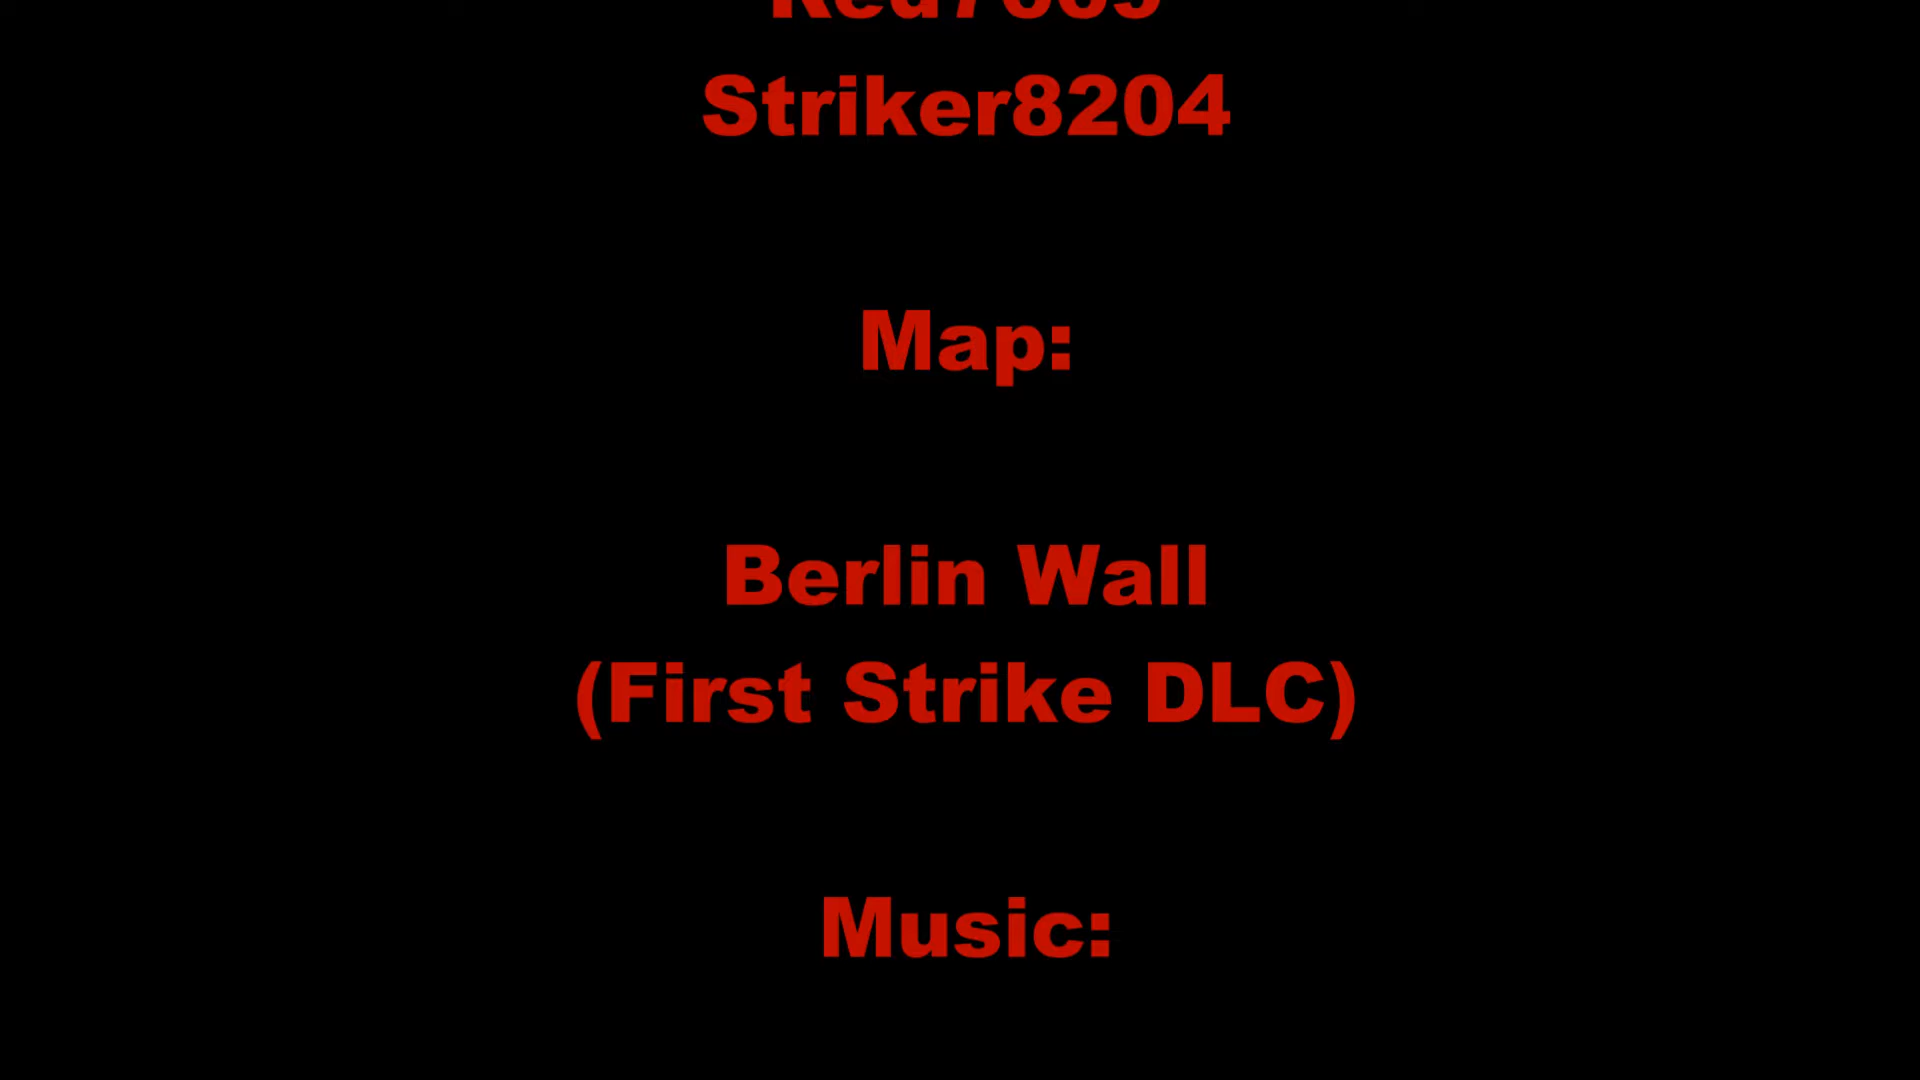 Striker8204
Map:
Berlin Wall
(First Strike DLC)
Music: